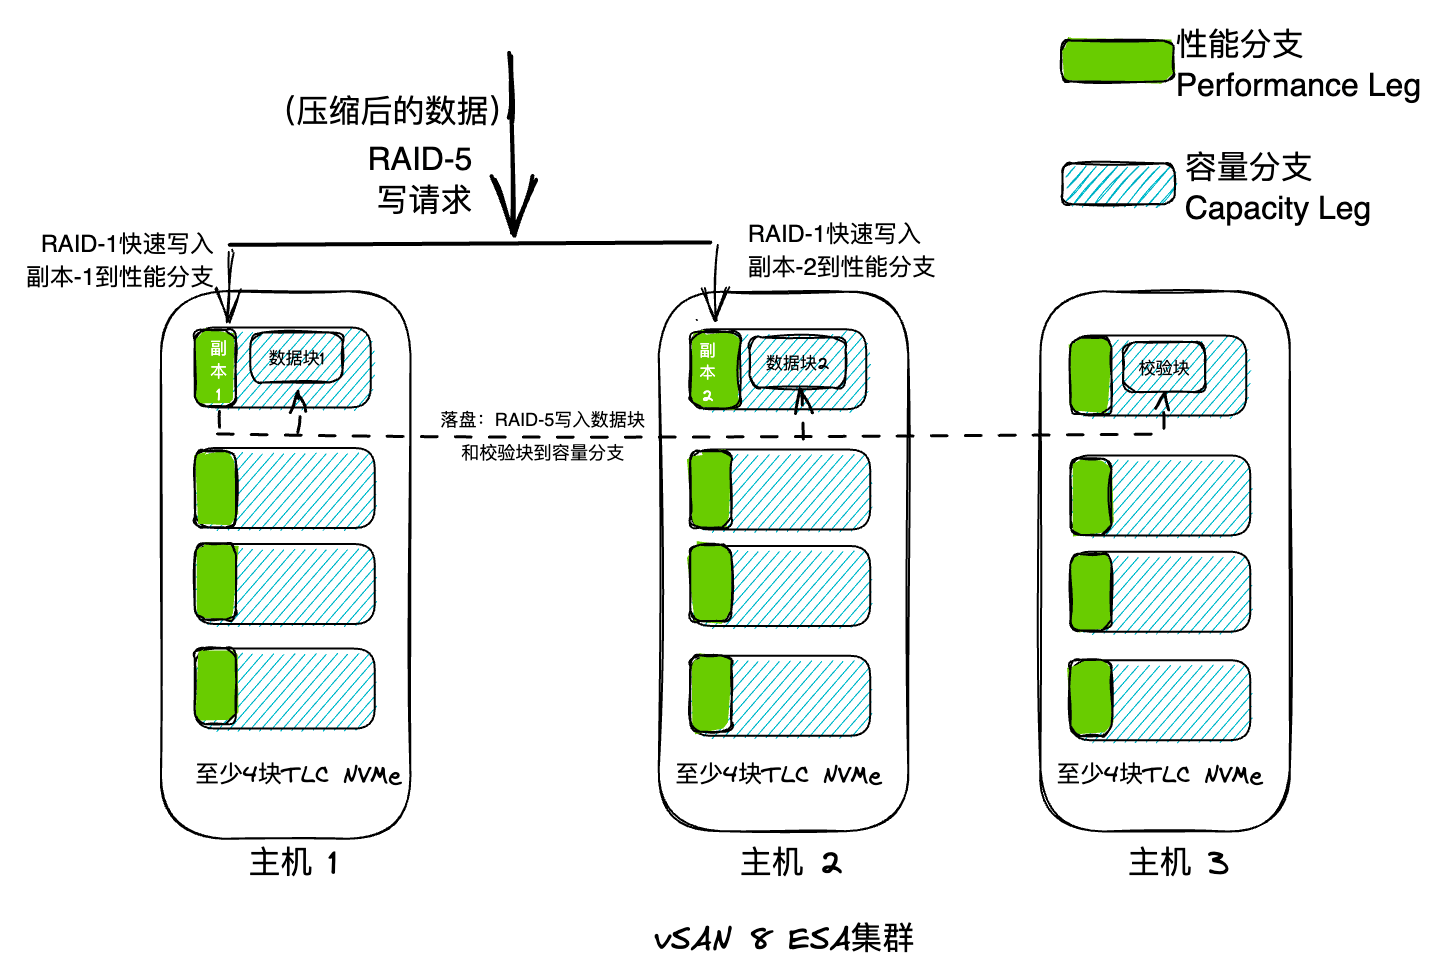 性能分支
Performance Leg
容量分支
Capacity Leg
（压缩后的数据）
RAID-5
写请求
RAID-1快速写入
副本-1到性能分支
RAID-1快速写入
副本-2到性能分支
副
本
1
数据块1
副
本
2
数据块2
校验块
落盘：RAID-5写入数据块
和校验块到容量分支
至少4块TLC NVMe
至少4块TLC NVMe
至少4块TLC NVMe
主机 1
主机 2
主机 3
vSAN 8 ESA集群